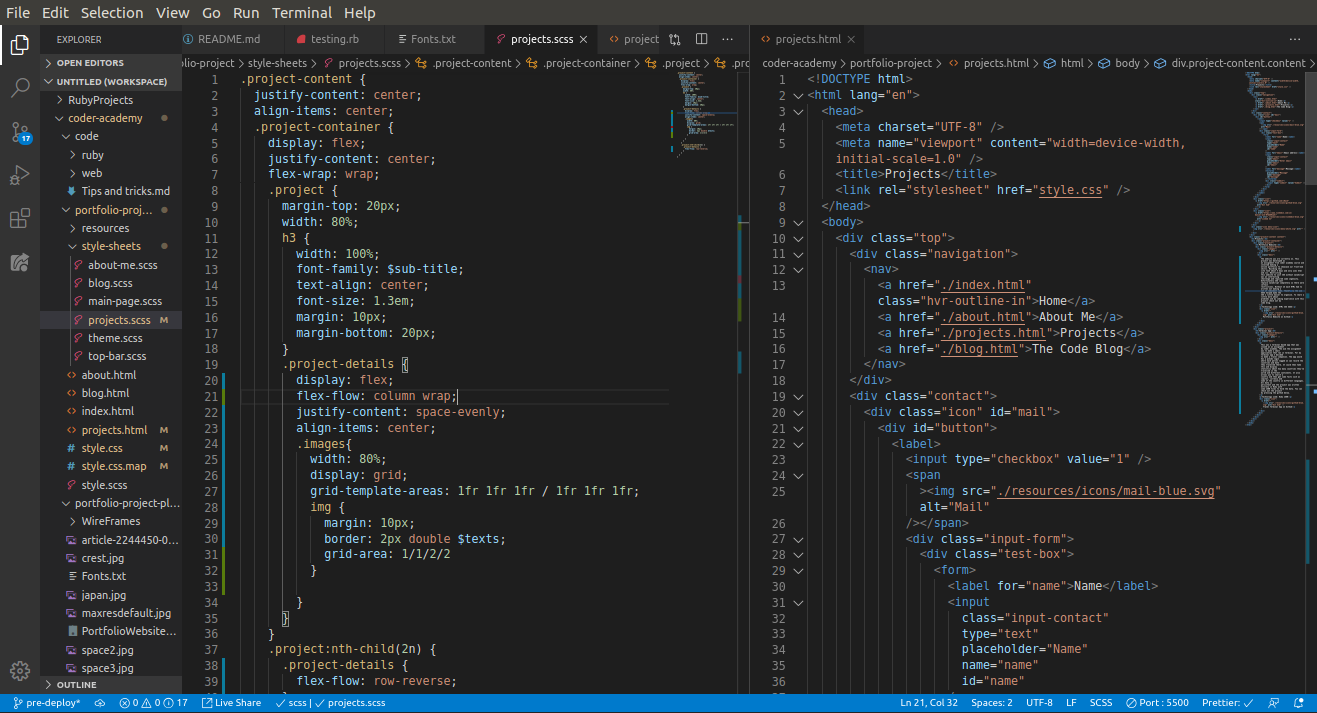 File Edit Selection View Go Run Terminal Help
EXPLORER
OPEN EDITORS
UNTITLED (WORKSPACE)
RubyProjects
coder-academy
code
ruby
web
Tips and tricks.md
portfolio-proj...
resources
style-sheets
about-me.scss
blog.scss
main-page.scss
projects.scss M
theme.scss
top-bar.scss
about.html
blog.html
index.html
projects.html M
style.css M
style.css.map M
style.scss
portfolio-project-pl...
WireFrames
article-2244450-0...
crest.jpg
Fonts.txt
japan.jpg
maxresdefault.jpg
PortfolioWebsite...
space2.jpg
space3.jpg
OUTLINE
17
README.md testing.rb Fonts.txt projects.scss project
olio-project > style-sheets > projects.scss > .project-content > .project-container > .project > .prc
1 .project-content {
2 justify-content: center;
3 align-items: center;
4 .project-container {
5 display: flex;
6 justify-content: center;
7 flex-wrap: wrap;
8 .project {
9 margin-top: 20px;
10 width: 80%;
11 h3 {
12 width: 100%;
13 font-family: $sub-title;
14 text-align: center;
15 font-size: 1.3em;
16 margin: 10px;
17 margin-bottom: 20px;
18 }
19 .project-details {
20 display: flex;
21 flex-flow: column wrap;
22 justify-content: space-evenly;
23 align-items: center;
24 .images{
25 width: 80%;
26 display: grid;
27 grid-template-areas: 1fr 1fr 1fr / 1fr 1fr 1fr;
28 img {
29 margin: 10px;
30 border: 2px double $texts;
31 grid-area: 1/1/2/2
32 }
33
34 }
35 }
36 }
37 .project:nth-child(2n) {
38 .project-details {
39 flex-flow: row-reverse;
projects.html
coder-academy > portfolio-project > projects.html > html > body > div.project-content.content >
1 <!DOCTYPE html>
2 <html lang="en">
3 <head>
4 <meta charset="UTF-8" />
5 <meta name="viewport" content="width=device-width,
initial-scale=1.0" />
6 <title>Projects</title>
7 <link rel="stylesheet" href="style.css" />
8 </head>
9 <body>
10 <div class="top">
11 <div class="navigation">
12 <nav>
13 <a href="./index.html"
class="hvr-outline-in">Home</a>
14 <a href="./about.html">About Me</a>
15 <a href="./projects.html">Projects</a>
16 <a href="./blog.html">The Code Blog</a>
17 </nav>
18 </div>
19 <div class="contact">
20 <div class="icon" id="mail">
21 <div id="button">
22 <label>
23 <input type="checkbox" value="1" />
24 <span
25 ><img src="./resources/icons/mail-blue.svg"
alt="Mail"
26 /></span>
27 <div class="input-form">
28 <div class="test-box">
29 <form>
30 <label for="name">Name</label>
31 <input
32 class="input-contact"
33 type="text"
34 placeholder="Name"
35 name="name"
36 id="name"
pre-deploy* 0 0 17 Live Share scss | projects.scss Ln 21, Col 32 Spaces: 2 UTF-8 LF SCSS Port : 5500 Prettier: